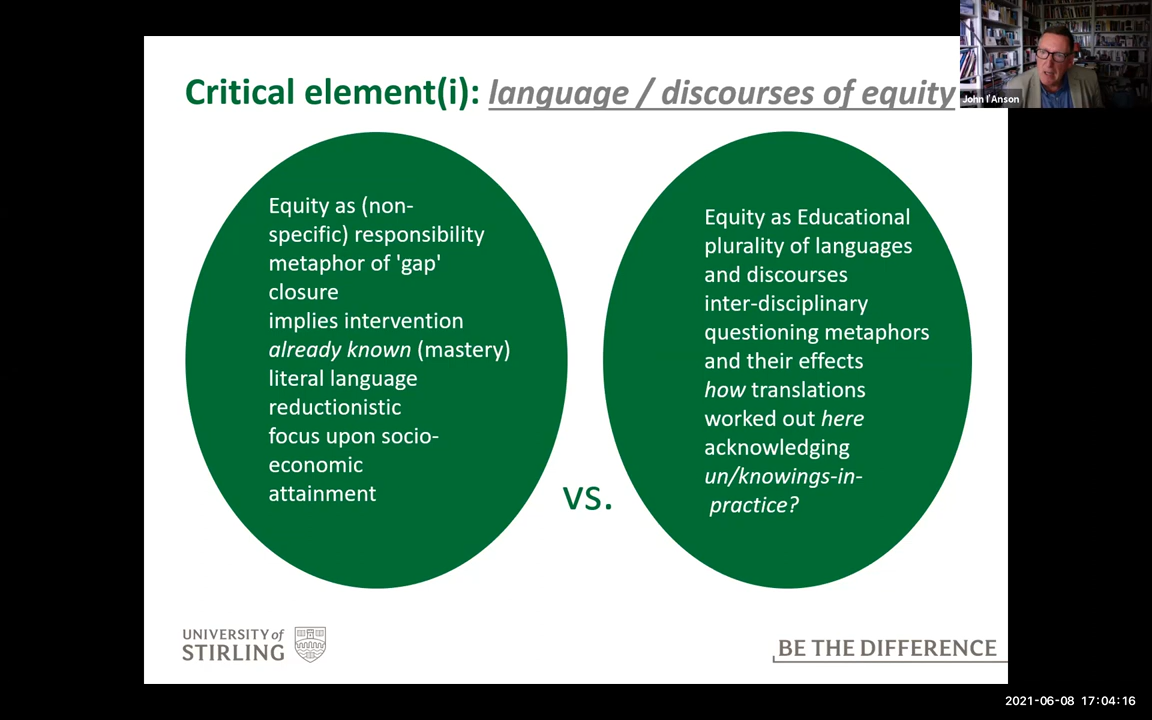 Critical element(i): language / discourses of equity
John I'Anson
Equity as (non-
specific) responsibility
metaphor of 'gap'
closure
implies intervention
already known (mastery)
literal language
reductionistic
focus upon socio-
economic
attainment
vs.
Equity as Educational
plurality of languages
and discourses
inter-disciplinary
questioning metaphors
and their effects
how translations
worked out here
acknowledging
un/knowings-in-
practice?
UNIVERSITY of
STIRLING
BE THE DIFFERENCE
2021-06-08 17:04:16